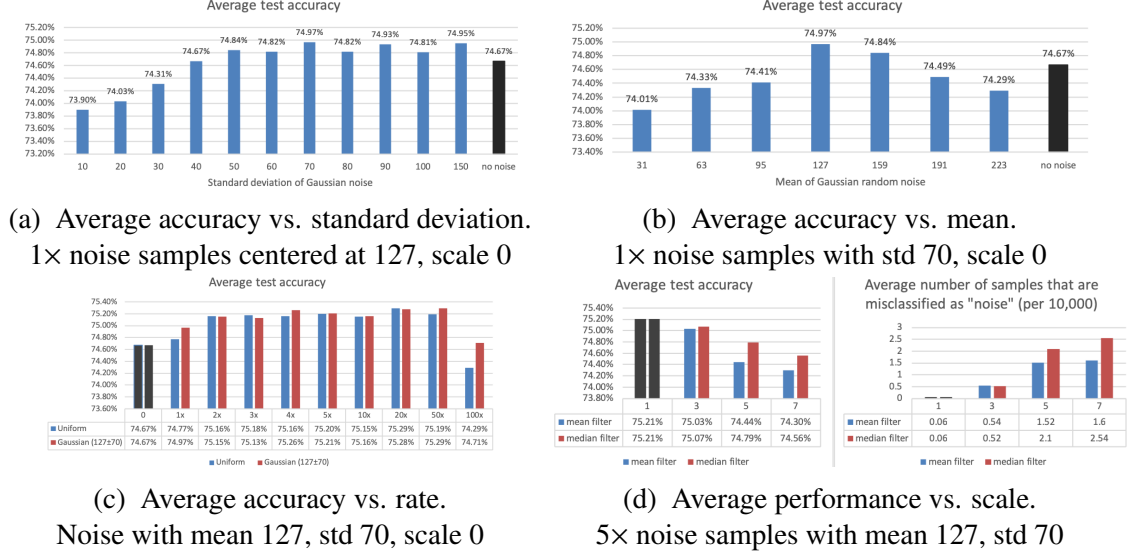 Average test accuracy
75.20%
75.00%
74.80%
74.60%
74.40%
74.20%
74.00%
73.80%
73.60%
73.40%
73.20%
73.90%
74.03%
74.31%
74.67%
74.84%
74.82%
74.97%
74.82%
74.93%
74.81%
74.95%
74.67%
10 20 30 40 50 60 70 80 90 100 150 no noise
Standard deviation of Gaussian noise
(a) Average accuracy vs. standard deviation.
1× noise samples centered at 127, scale 0
Average test accuracy
75.20%
75.00%
74.80%
74.60%
74.40%
74.20%
74.00%
73.80%
73.60%
73.40%
74.01%
74.33%
74.41%
74.97%
74.84%
74.49%
74.29%
74.67%
31 63 95 127 159 191 223 no noise
Mean of Gaussian random noise
(b) Average accuracy vs. mean.
1× noise samples with std 70, scale 0
Average test accuracy
75.40%
75.20%
75.00%
74.80%
74.60%
74.40%
74.20%
74.00%
73.80%
73.60%
0 1x 2x 3x 4x 5x 10x 20x 50x 100x
Uniform 74.67% 74.77% 75.16% 75.18% 75.16% 75.20% 75.15% 75.29% 75.19% 74.29%
Gaussian (127±70) 74.67% 74.97% 75.15% 75.13% 75.26% 75.21% 75.16% 75.28% 75.29% 74.71%
Uniform Gaussian (127±70)
(c) Average accuracy vs. rate.
Noise with mean 127, std 70, scale 0
Average test accuracy
75.40%
75.20%
75.00%
74.80%
74.60%
74.40%
74.20%
74.00%
73.80%
1 3 5 7
mean filter 75.21% 75.03% 74.44% 74.30%
median filter 75.21% 75.07% 74.79% 74.56%
mean filter median filter
Average number of samples that are
misclassified as "noise" (per 10,000)
3
2.5
2
1.5
1
0.5
0
1 3 5 7
mean filter 0.06 0.54 1.52 1.6
median filter 0.06 0.52 2.1 2.54
mean filter median filter
(d) Average performance vs. scale.
5× noise samples with mean 127, std 70